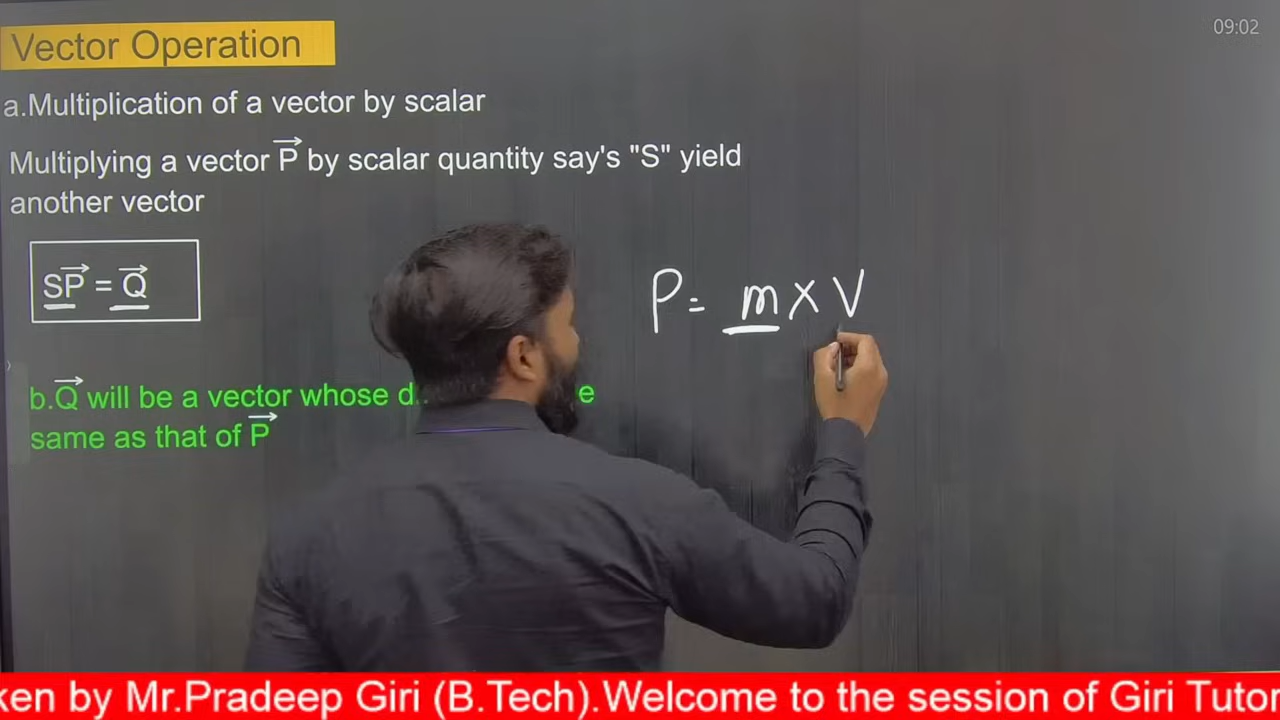 Vector Operation
09:02
a.Multiplication of a vector by scalar
Multiplying a vector P⃗ by scalar quantity say's "S" yield
another vector
SP⃗ = Q⃗
P = m X V
b.Q⃗ will be a vector whose
same as that of P⃗
by Mr.Pradeep Giri (B.Tech).Welcome to the session of Giri